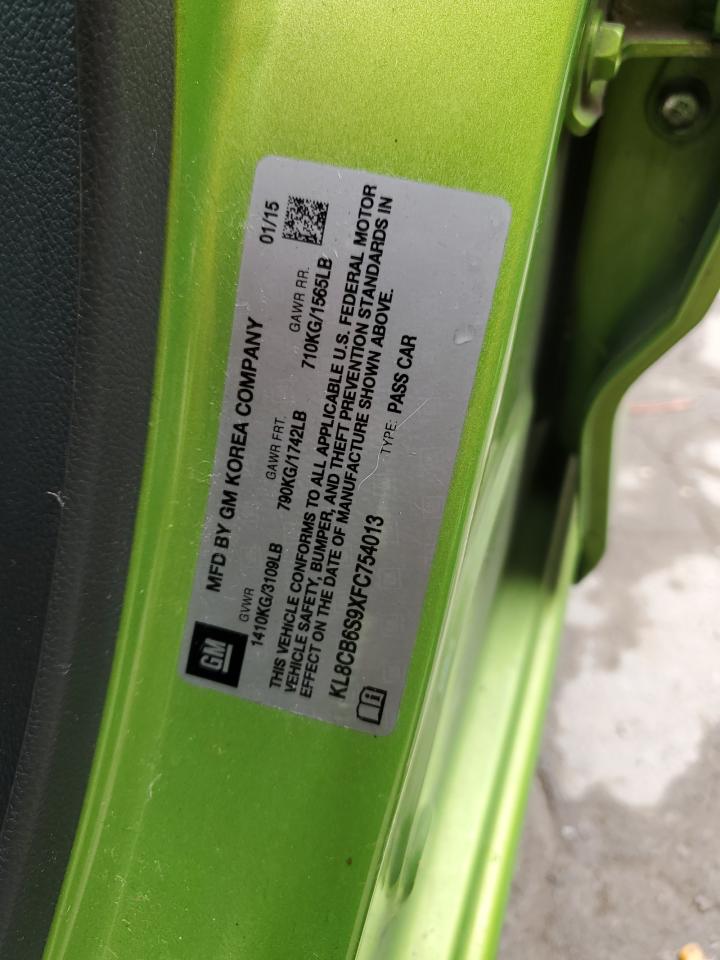 GM
MFD BY GM KOREA COMPANY
01/15
GVWR
GAWR FRT.
GAWR RR.
1410KG/3109LB
790KG/1742LB
710KG/1565LB
THIS VEHICLE CONFORMS TO ALL APPLICABLE U.S. FEDERAL MOTOR
VEHICLE SAFETY, BUMPER, AND THEFT PREVENTION STANDARDS IN
EFFECT ON THE DATE OF MANUFACTURE SHOWN ABOVE.
KL8CB6S9XFC754013
TYPE: PASS CAR